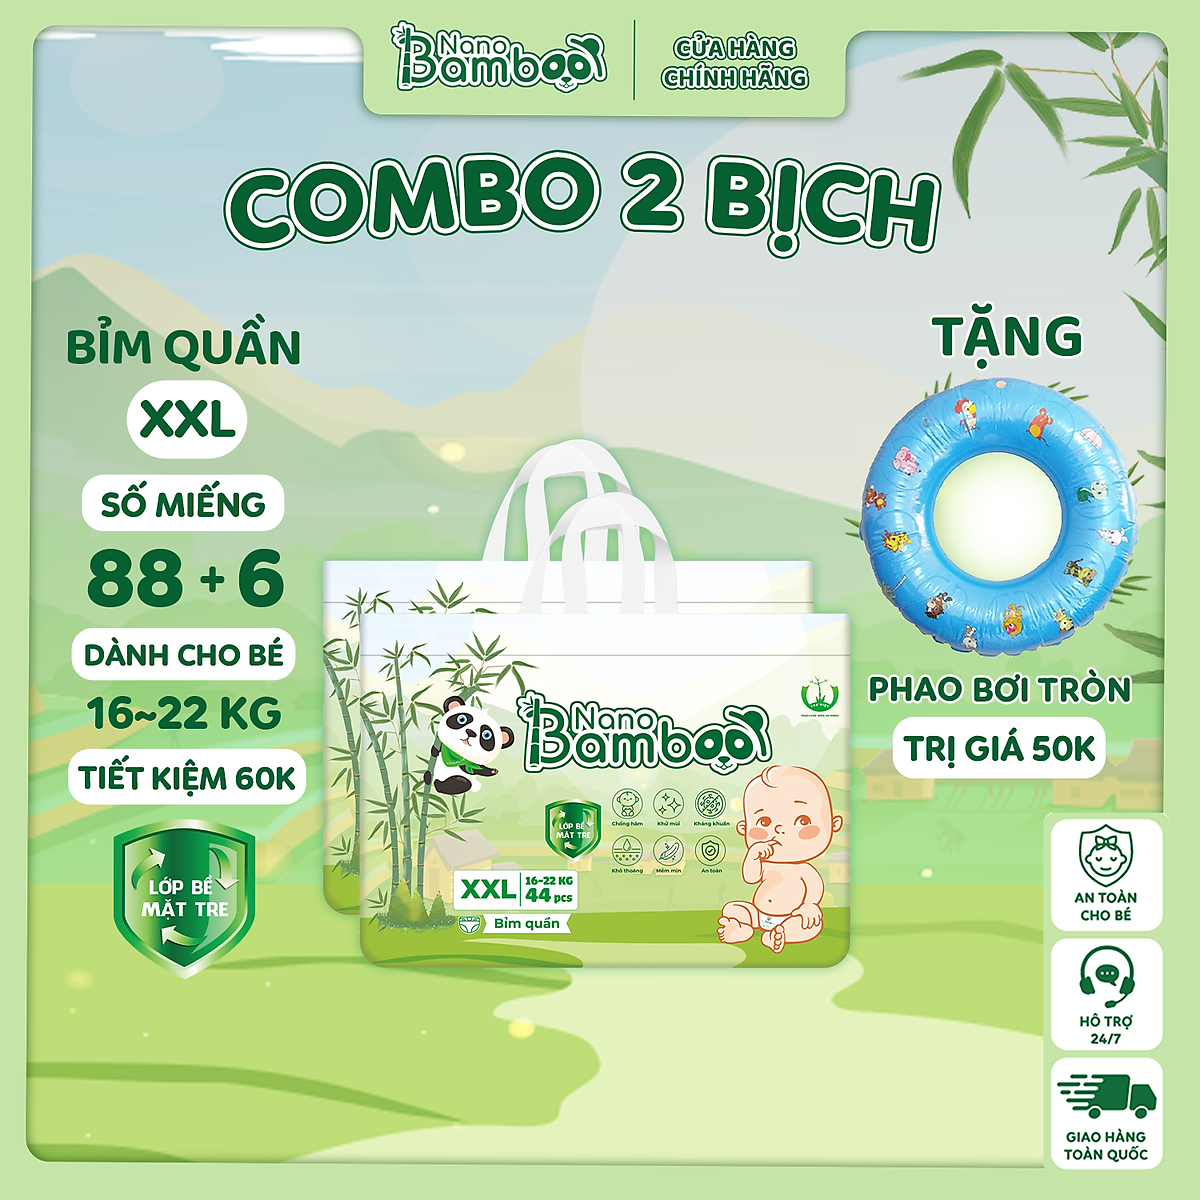 Nano
Bamboo
CỬA HÀNG
CHÍNH HÃNG
COMBO 2 BỊCH
BỈM QUẦN
XXL
SỐ MIẾNG
88 + 6
DÀNH CHO BÉ
16~22 KG
TIẾT KIỆM 60K
LỚP BỀ
MẶT TRE
TẶNG
PHAO BƠI TRÒN
TRỊ GIÁ 50K
Nano
Bamboo
LỚP BỀ
MẶT TRE
Chống hăm
Khử mùi
Kháng khuẩn
Khô thoáng
Mềm mịn
An toàn
XXL
16-22 KG
44 pcs
Bỉm quần
AN TOÀN
CHO BÉ
HỖ TRỢ
24/7
GIAO HÀNG
TOÀN QUỐC